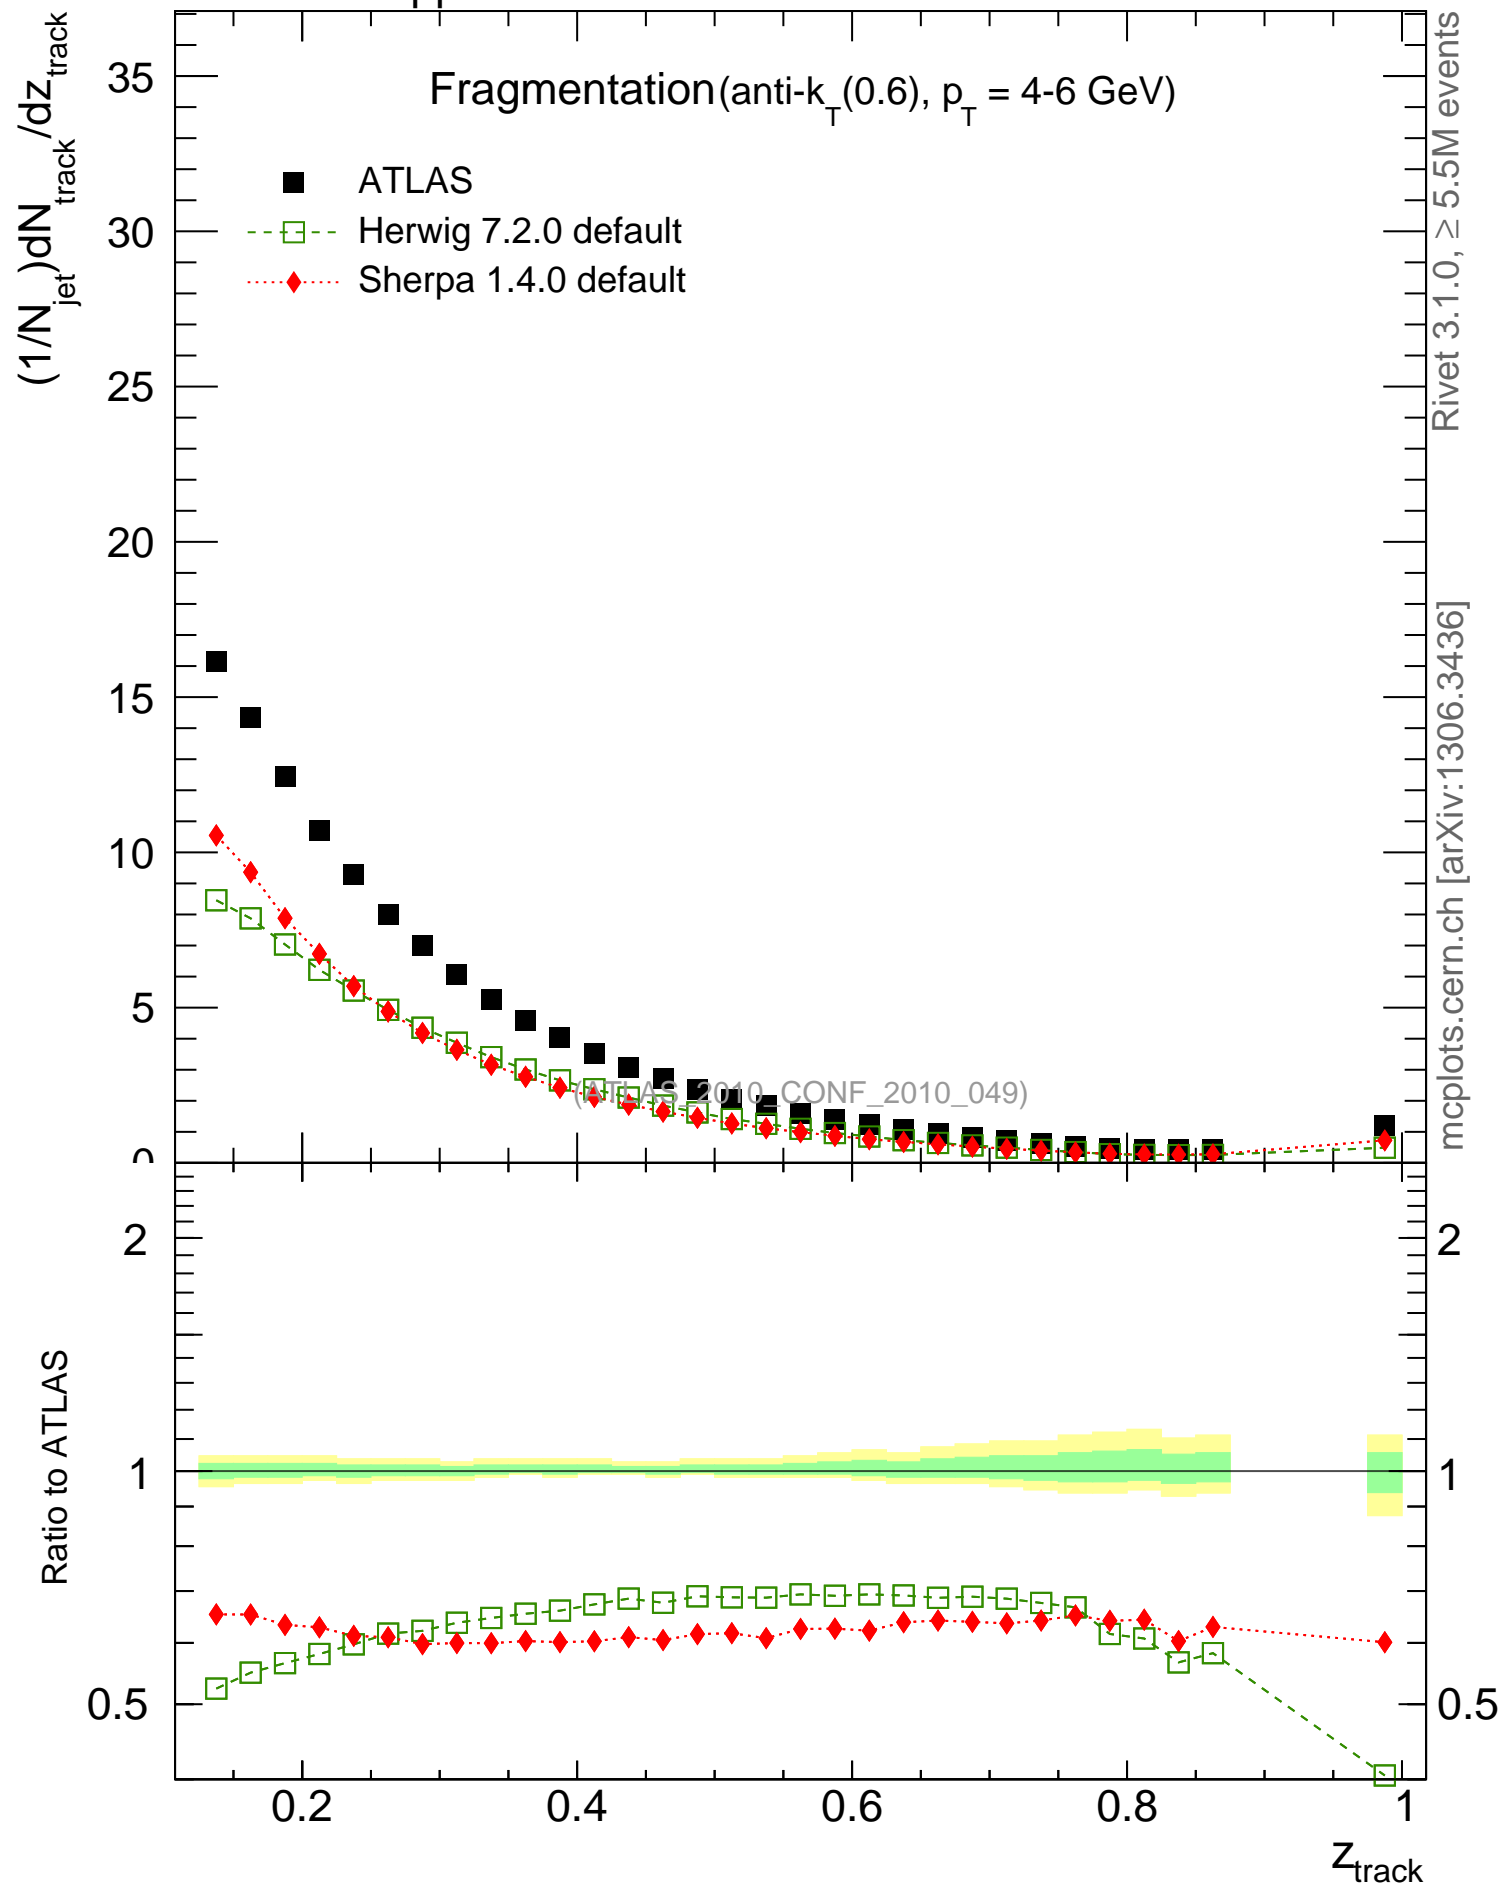 pp
(1/N_jet)dN_track/dz_track
Fragmentation (anti-k_T(0.6), p_T = 4-6 GeV)
ATLAS
Herwig 7.2.0 default
Sherpa 1.4.0 default
35
30
25
20
15
10
5
0
(ATLAS_2010_CONF_2010_049)
Rivet 3.1.0, ≥ 5.5M events
mcplots.cern.ch [arXiv:1306.3436]
Ratio to ATLAS
2
1
0.5
2
1
0.5
0.2 0.4 0.6 0.8 1
z_track